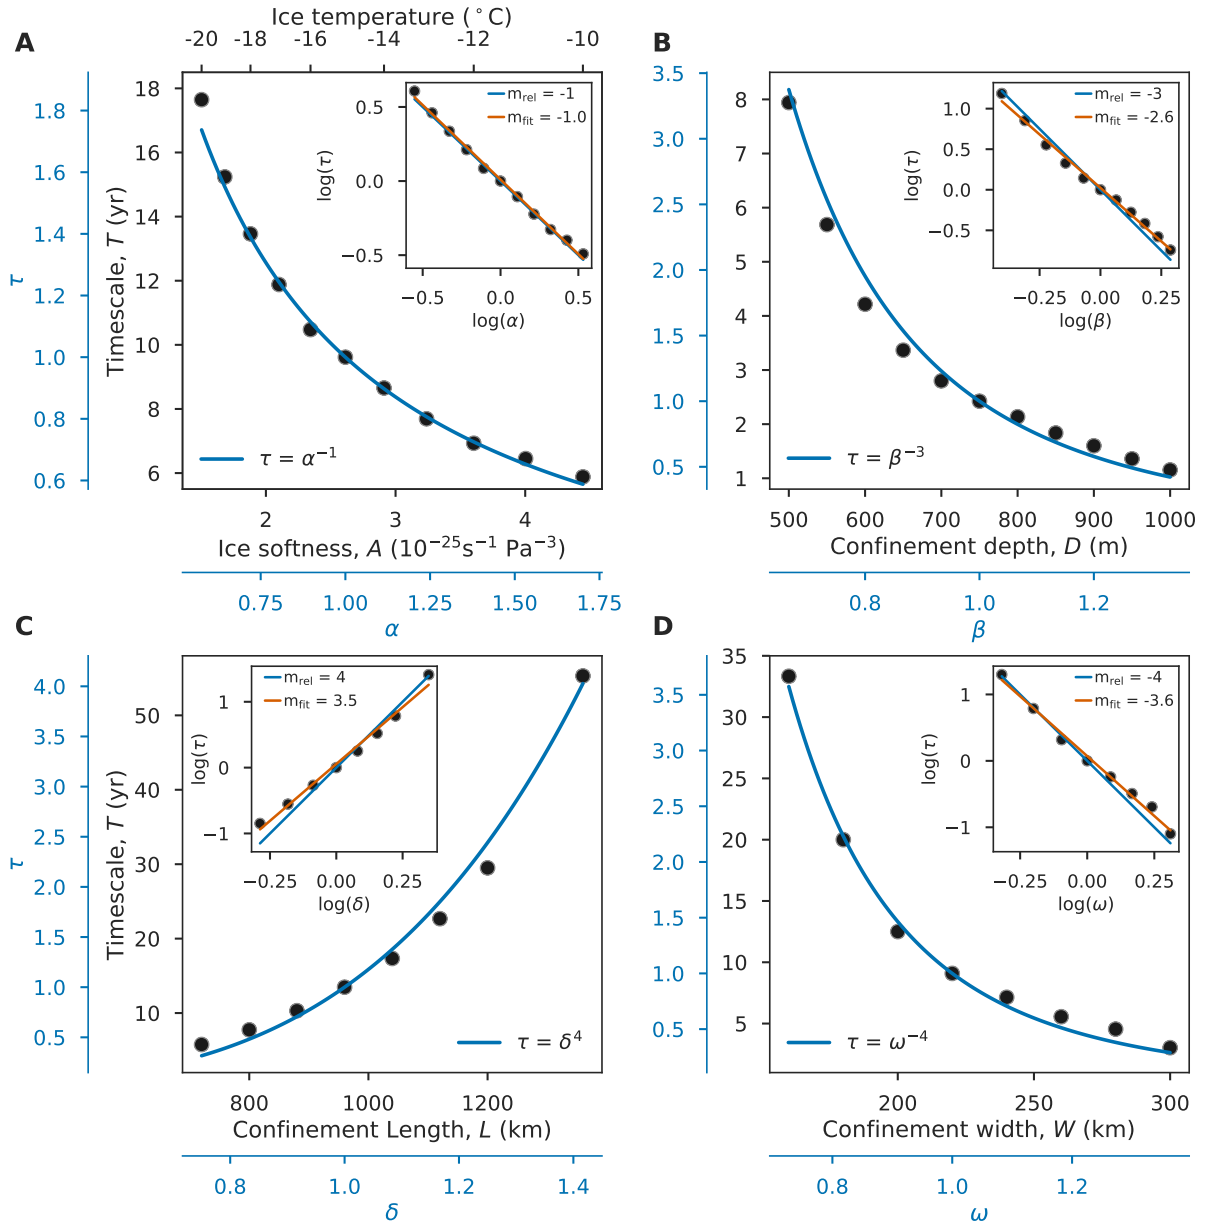 Ice temperature (°C)
A
-20 -18 -16 -14 -12 -10
τ
1.8
1.6
1.4
1.2
1.0
0.8
0.6
Timescale, T (yr)
18
16
14
12
10
8
6
m_rel = -1
m_fit = -1.0
log(τ)
0.5
0.0
−0.5
−0.5 0.0 0.5
log(α)
τ = α⁻¹
2 3 4
Ice softness, A (10⁻²⁵s⁻¹ Pa⁻³)
0.75 1.00 1.25 1.50 1.75
α
B
3.5
3.0
2.5
2.0
1.5
1.0
0.5
8
7
6
5
4
3
2
1
m_rel = -3
m_fit = -2.6
log(τ)
1.0
0.5
0.0
−0.5
−0.25 0.00 0.25
log(β)
τ = β⁻³
500 600 700 800 900 1000
Confinement depth, D (m)
0.8 1.0 1.2
β
C
τ
4.0
3.5
3.0
2.5
2.0
1.5
1.0
0.5
Timescale, T (yr)
50
40
30
20
10
m_rel = 4
m_fit = 3.5
log(τ)
1
0
−1
−0.25 0.00 0.25
log(δ)
τ = δ⁴
800 1000 1200
Confinement Length, L (km)
0.8 1.0 1.2 1.4
δ
D
3.5
3.0
2.5
2.0
1.5
1.0
0.5
35
30
25
20
15
10
5
m_rel = -4
m_fit = -3.6
log(τ)
1
0
−1
−0.25 0.00 0.25
log(ω)
τ = ω⁻⁴
200 250 300
Confinement width, W (km)
0.8 1.0 1.2
ω